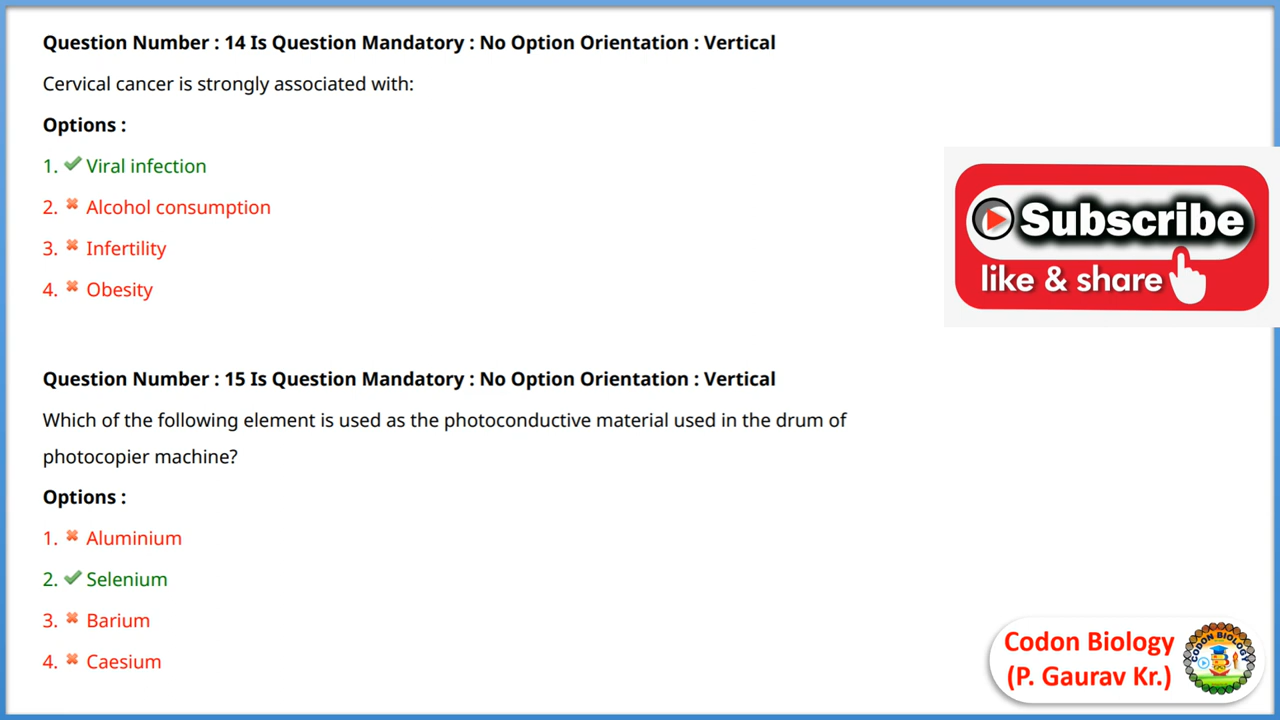 Question Number : 14 Is Question Mandatory : No Option Orientation : Vertical
Cervical cancer is strongly associated with:
Options :
1. Viral infection
2. Alcohol consumption
3. Infertility
4. Obesity
Subscribe
like & share
Question Number : 15 Is Question Mandatory : No Option Orientation : Vertical
Which of the following element is used as the photoconductive material used in the drum of
photocopier machine?
Options :
1. Aluminium
2. Selenium
3. Barium
4. Caesium
Codon Biology
(P. Gaurav Kr.)
CODON BIOLOGY